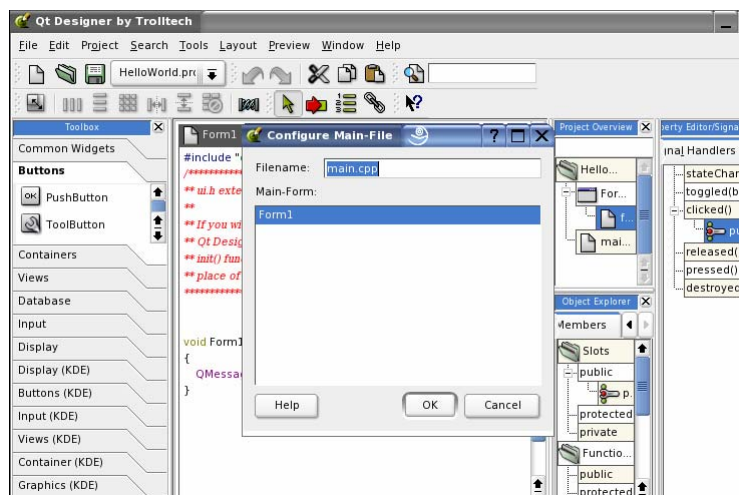 Qt Designer by Trolltech
File Edit Project Search Tools Layout Preview Window Help
HelloWorld.pro
Toolbox
Common Widgets
Buttons
OK PushButton
ToolButton
Containers
Views
Database
Input
Display
Display (KDE)
Buttons (KDE)
Input (KDE)
Views (KDE)
Container (KDE)
Graphics (KDE)
Form1
#include "
/**********
** ui.h exte
**
** If you wi
** Qt Desig
** init() fun
** place of
**********
void Form1
{
QMessa
}
Configure Main-File
Filename: main.cpp
Main-Form:
Form1
Help OK Cancel
Project Overview
Hello...
For...
f...
mai...
Object Explorer
Members
Slots
public
p.
protected
private
Functio...
public
protected
perty Editor/Signa
nal Handlers
stateChar
toggled(b
clicked()
pu
released(
pressed()
destroyed